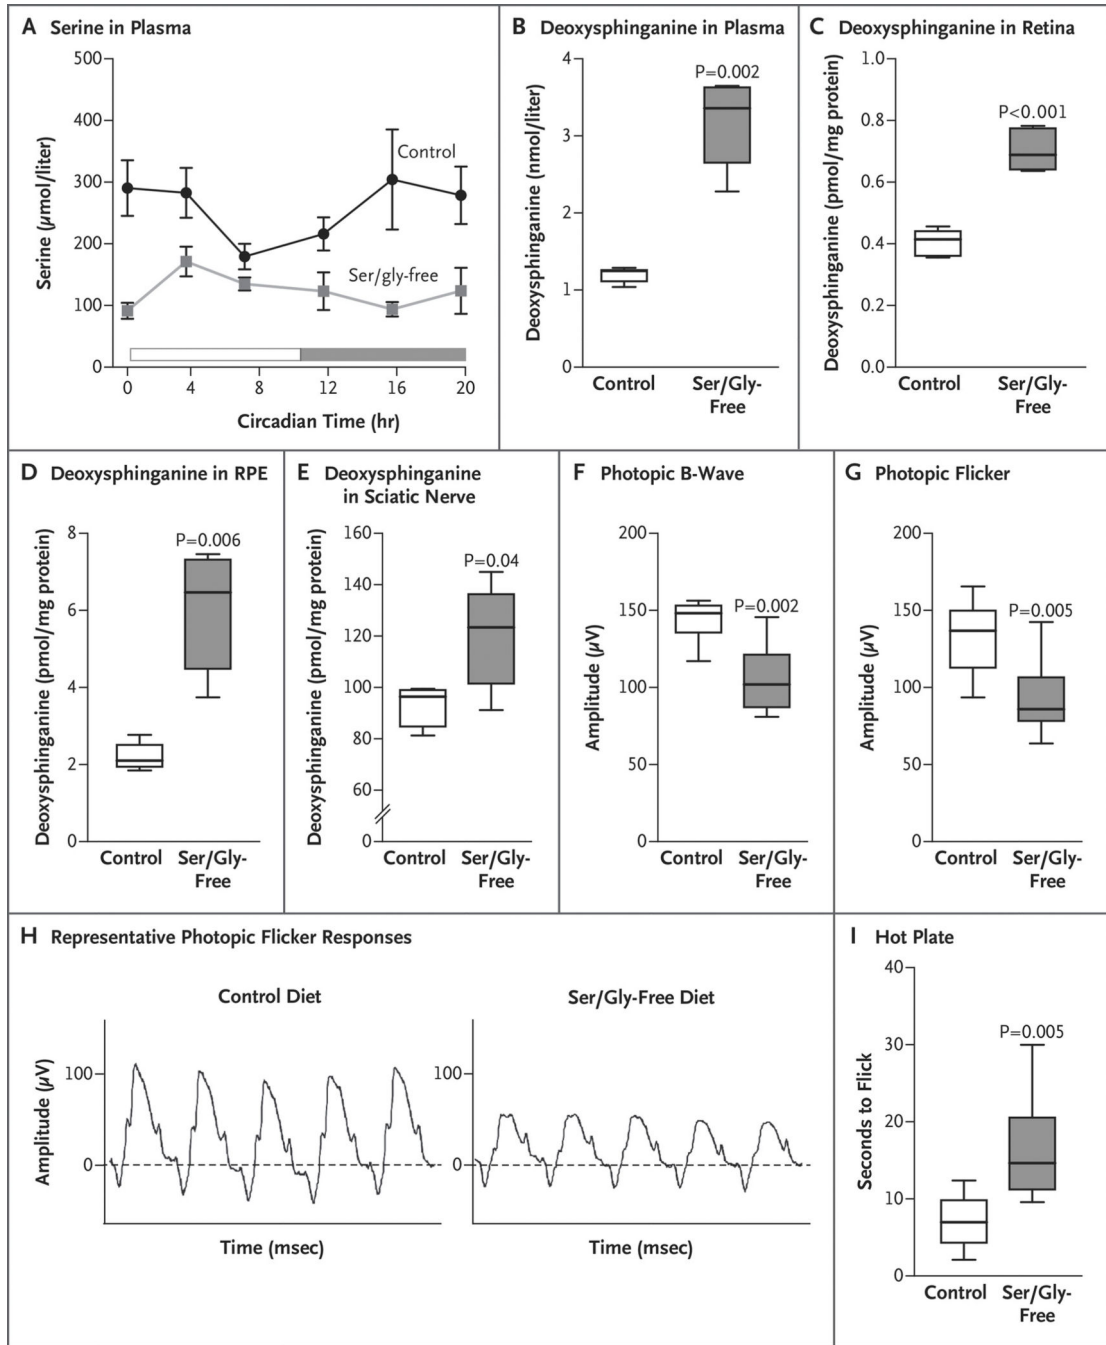 A Serine in Plasma
500
400
300
200
100
0
Serine (µmol/liter)
Control
Ser/gly-free
0 4 8 12 16 20
Circadian Time (hr)
B Deoxysphinganine in Plasma
4
3
2
1
0
Deoxysphinganine (nmol/liter)
P=0.002
Control Ser/Gly-
Free
C Deoxysphinganine in Retina
1.0
0.8
0.6
0.4
0.2
0.0
Deoxysphinganine (pmol/mg protein)
P<0.001
Control Ser/Gly-
Free
D Deoxysphinganine in RPE
8
6
4
2
0
Deoxysphinganine (pmol/mg protein)
P=0.006
Control Ser/Gly-
Free
E Deoxysphinganine
in Sciatic Nerve
160
140
120
100
80
60
0
Deoxysphinganine (pmol/mg protein)
P=0.04
Control Ser/Gly-
Free
F Photopic B-Wave
200
150
100
50
0
Amplitude (µV)
P=0.002
Control Ser/Gly-
Free
G Photopic Flicker
200
150
100
50
0
Amplitude (µV)
P=0.005
Control Ser/Gly-
Free
H Representative Photopic Flicker Responses
Control Diet
100
0
Amplitude (µV)
Time (msec)
Ser/Gly-Free Diet
100
0
Time (msec)
I Hot Plate
40
30
20
10
0
Seconds to Flick
P=0.005
Control Ser/Gly-
Free